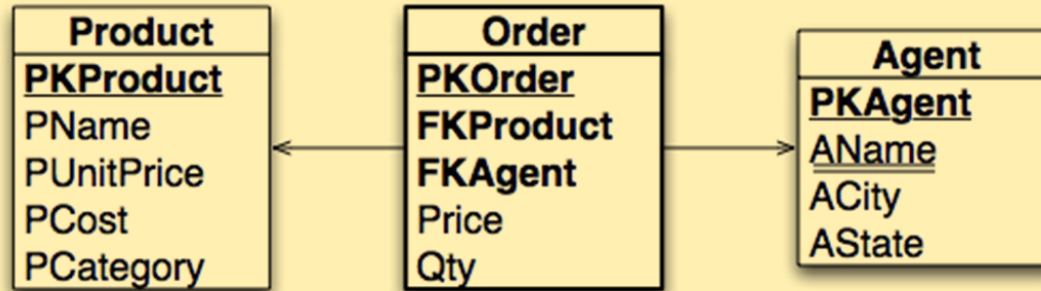 Product
PKProduct
PName
PUnitPrice
PCost
PCategory
Order
PKOrder
FKProduct
FKAgent
Price
Qty
Agent
PKAgent
AName
ACity
AState